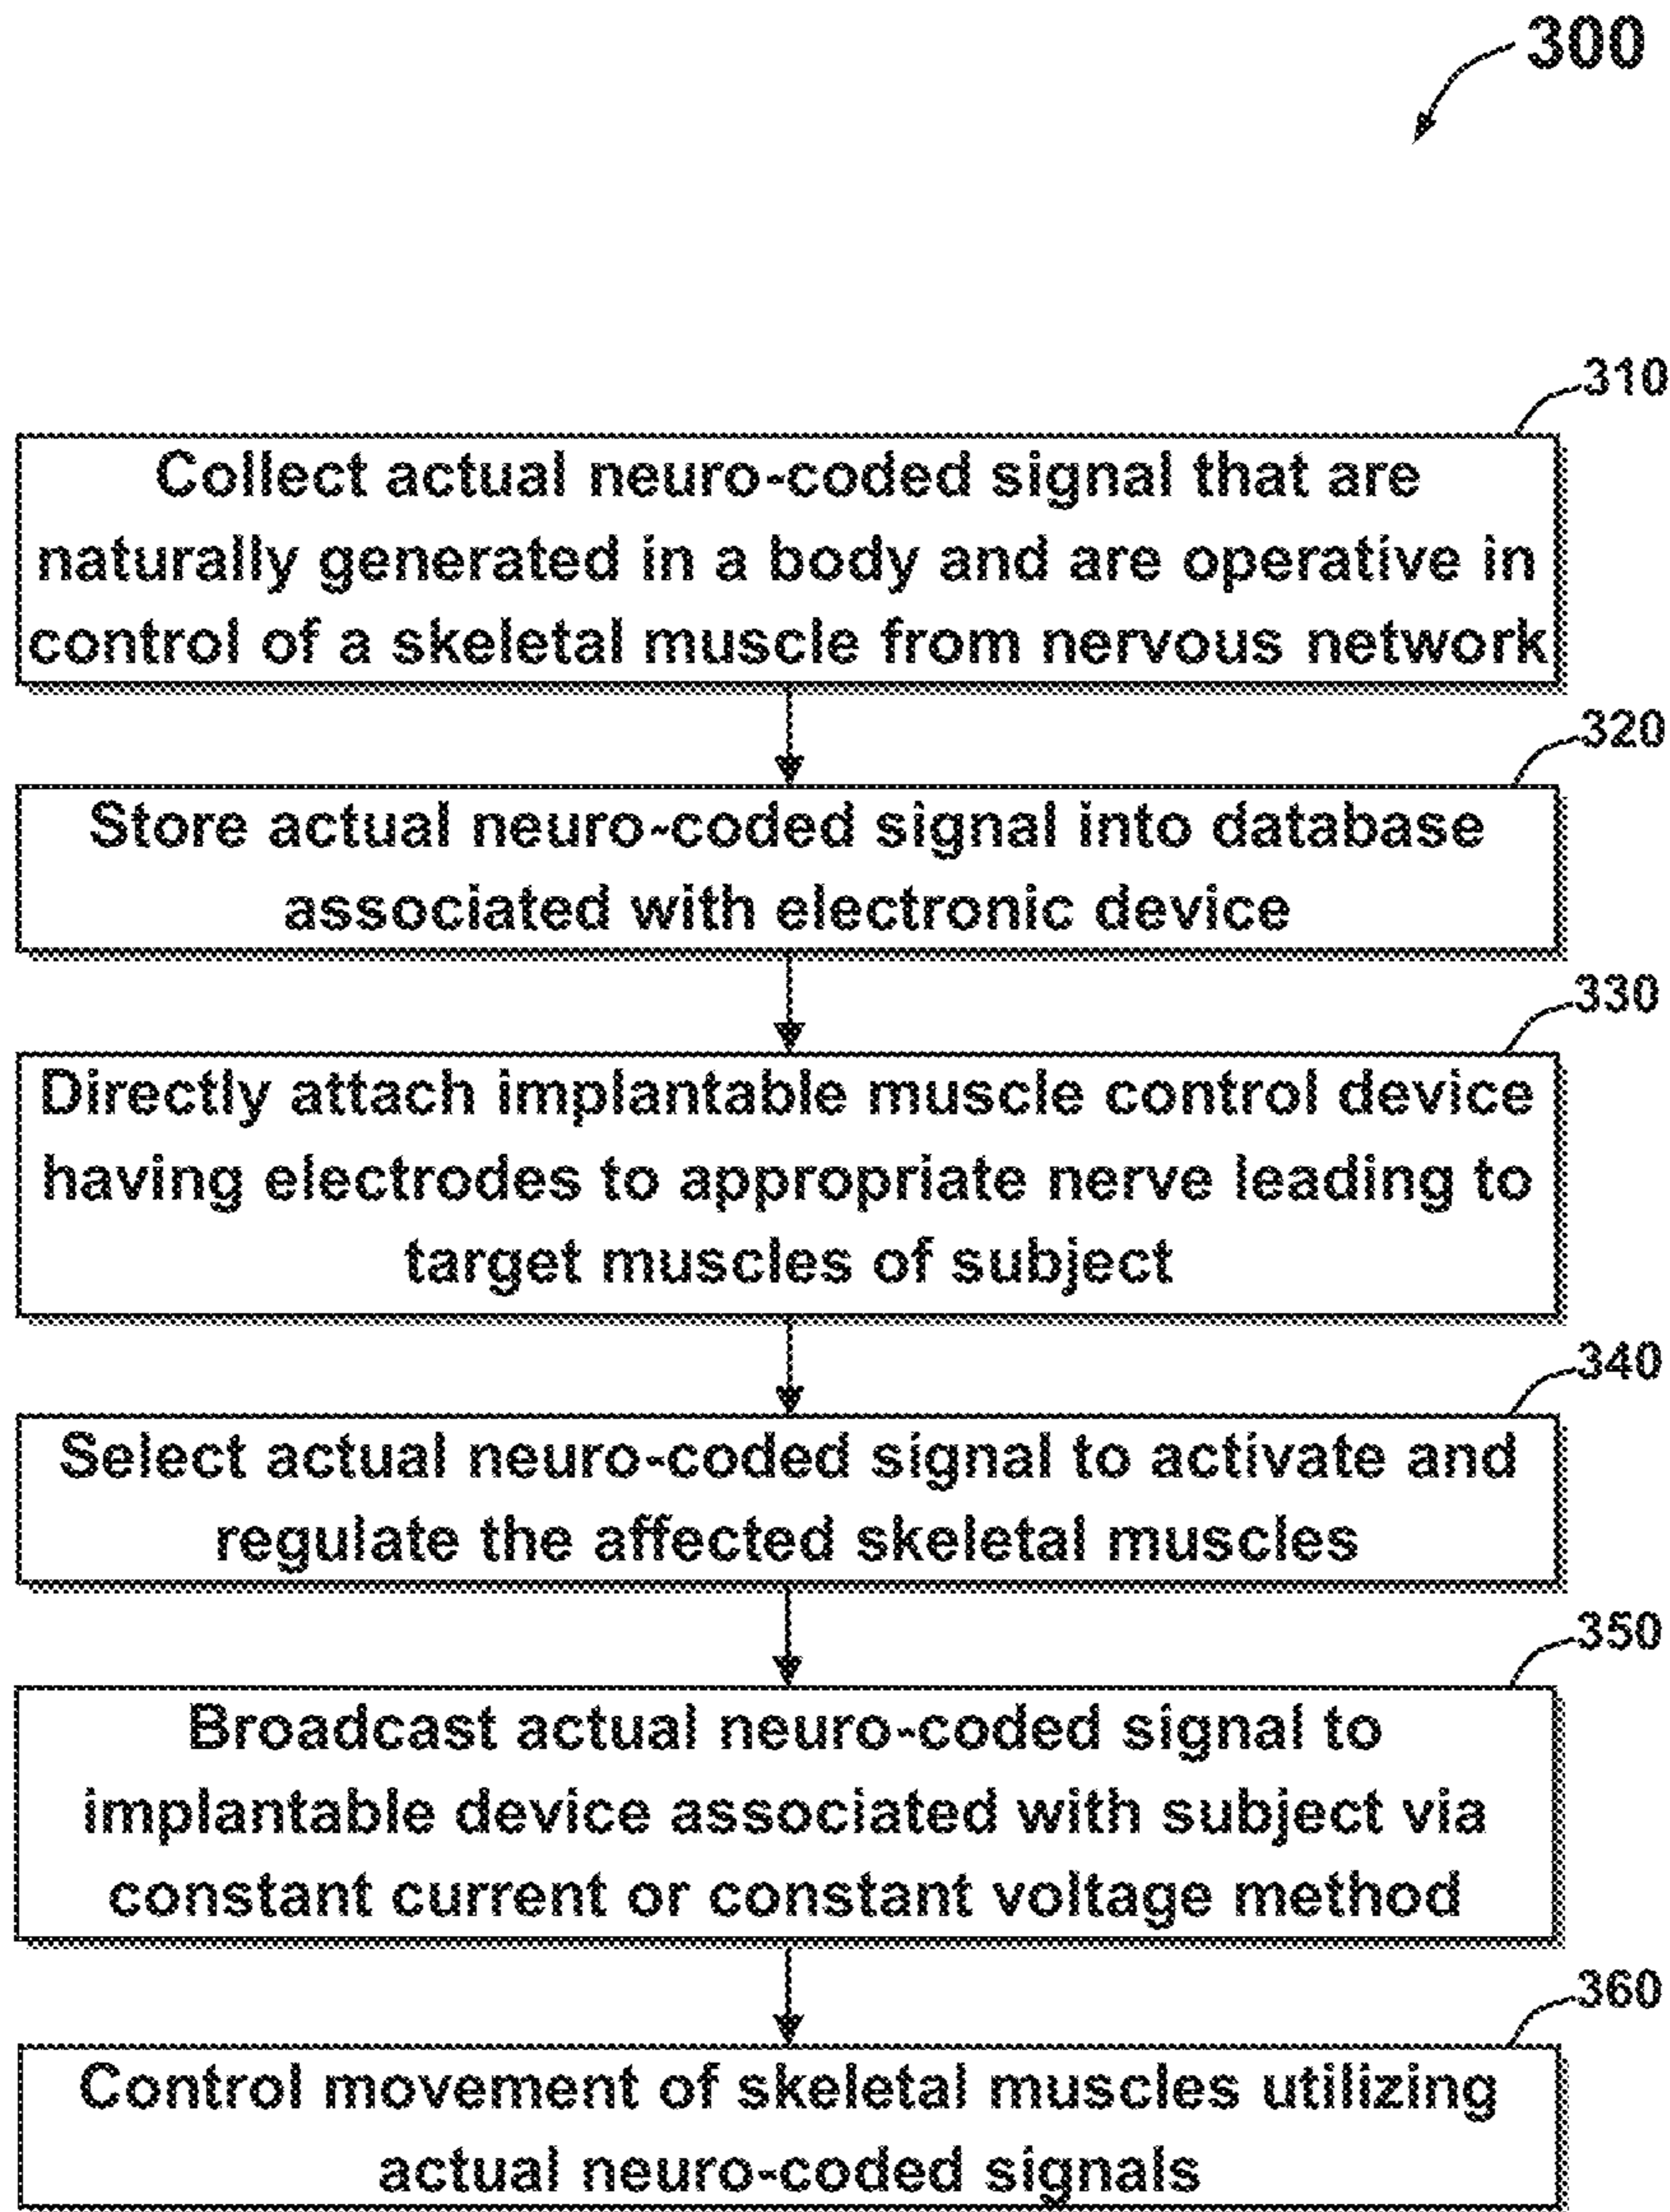 300
310
Collect actual neuro-coded signal that are
naturally generated in a body and are operative in
control of a skeletal muscle from nervous network
320
Store actual neuro-coded signal into database
associated with electronic device
330
Directly attach implantable muscle control device
having electrodes to appropriate nerve leading to
target muscles of subject
340
Select actual neuro-coded signal to activate and
regulate the affected skeletal muscles
350
Broadcast actual neuro-coded signal to
implantable device associated with subject via
constant current or constant voltage method
360
Control movement of skeletal muscles utilizing
actual neuro-coded signals